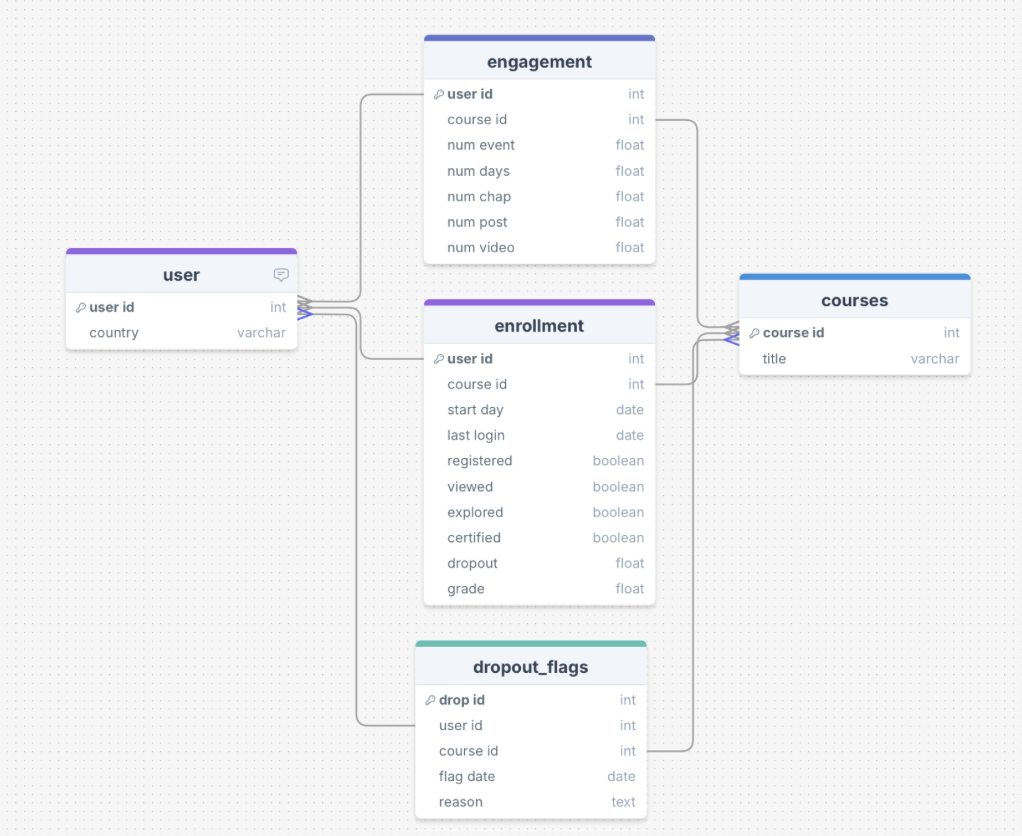 engagement
user id int
course id int
num event float
num days float
num chap float
num post float
num video float
user
user id int
country varchar
enrollment
user id int
course id int
start day date
last login date
registered boolean
viewed boolean
explored boolean
certified boolean
dropout float
grade float
courses
course id int
title varchar
dropout_flags
drop id int
user id int
course id int
flag date date
reason text